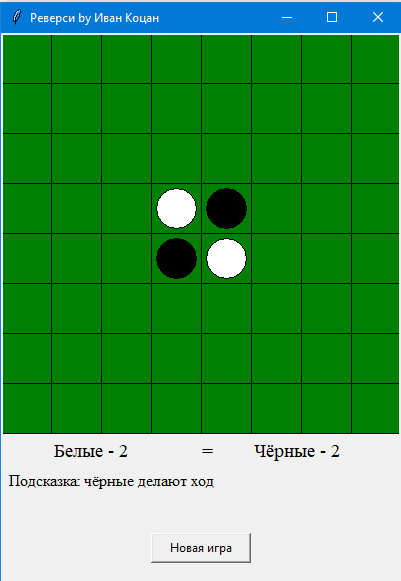 Реверси by Иван Коцан
Белые - 2 = Чёрные - 2
Подсказка: чёрные делают ход
Новая игра